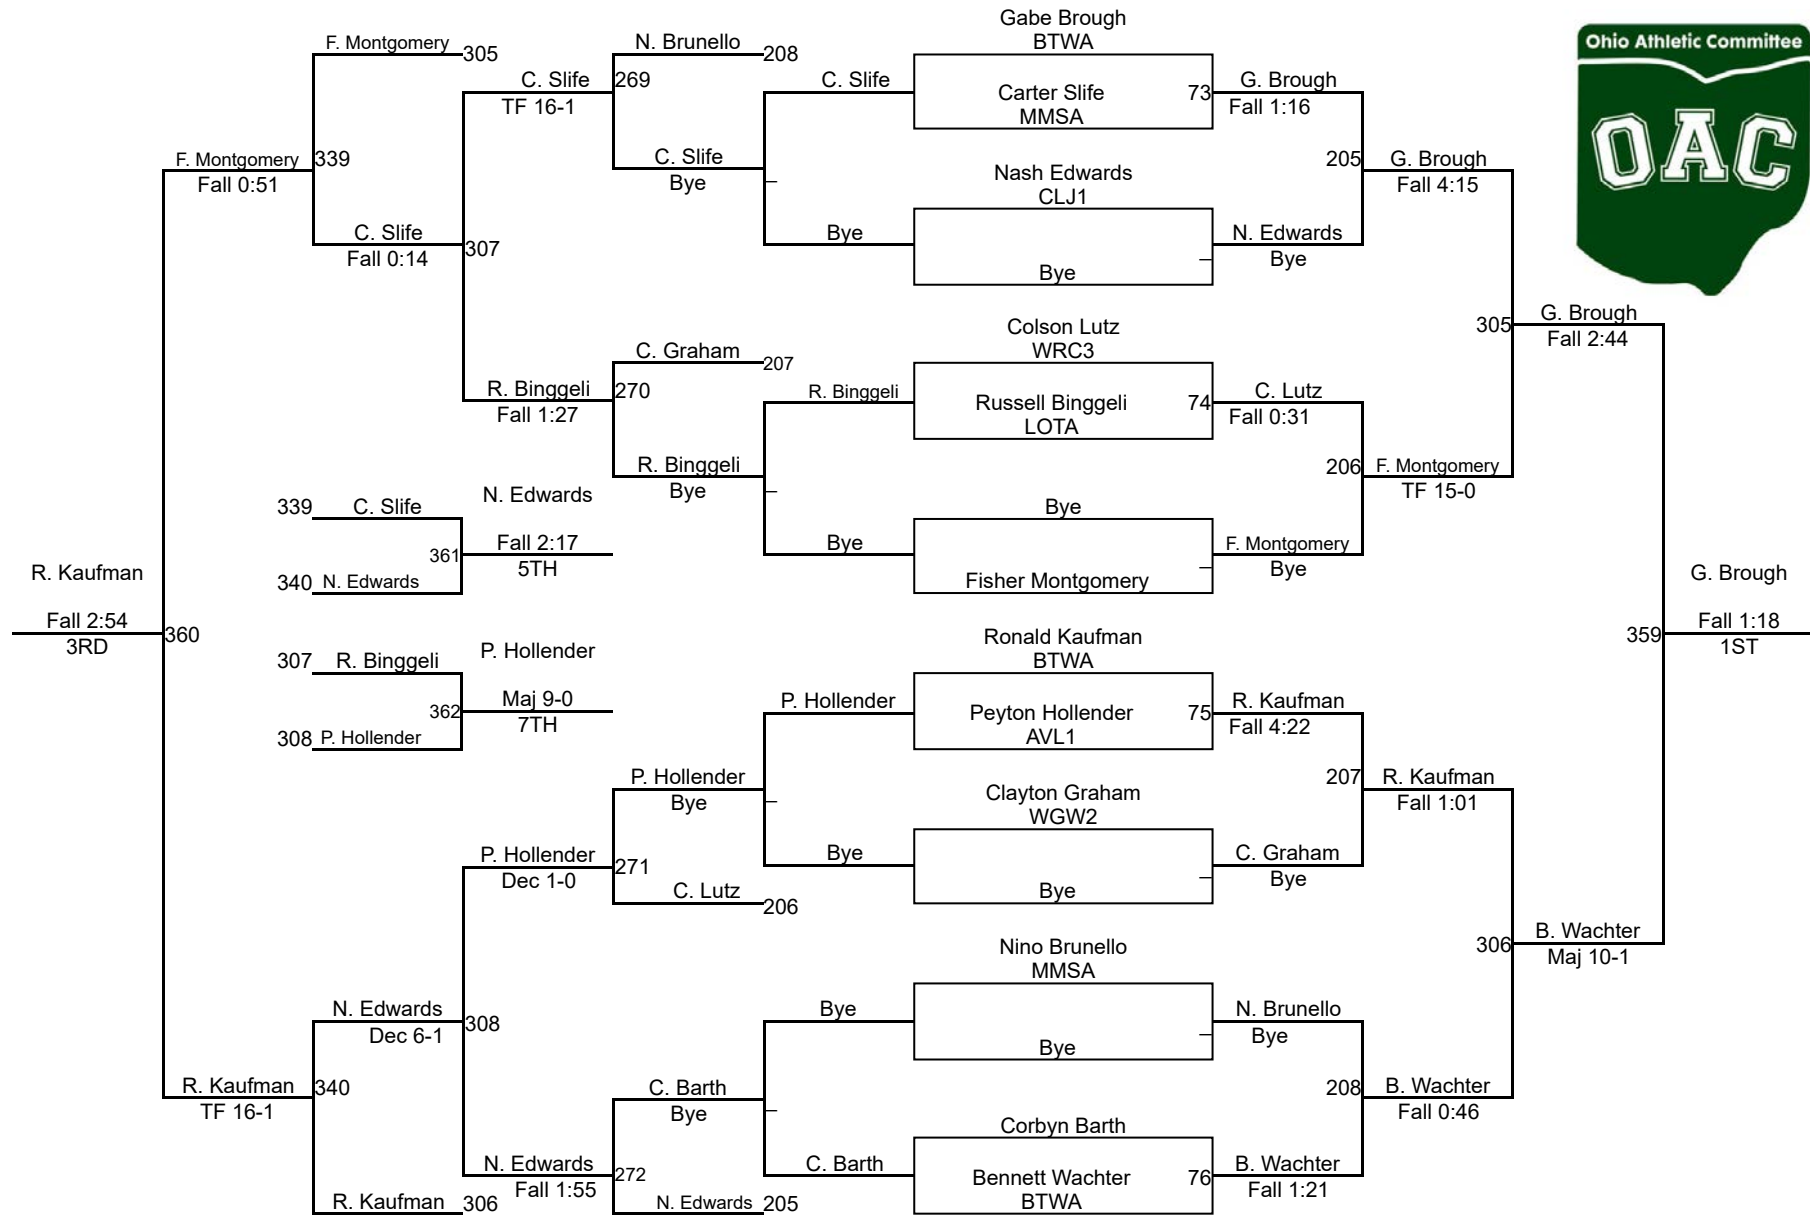 Gabe Brough
BTWA
Ohio Athletic Committee
OAC
F. Montgomery
305
N. Brunello
208
C. Slife
TF 16-1
269
C. Slife
Carter Slife
MMSA
73
G. Brough
Fall 1:16
F. Montgomery
Fall 0:51
339
C. Slife
Bye
Nash Edwards
CLJ1
205
G. Brough
Fall 4:15
C. Slife
Fall 0:14
307
Bye
Bye
N. Edwards
Bye
Colson Lutz
WRC3
305
G. Brough
Fall 2:44
C. Graham
207
R. Binggeli
Fall 1:27
270
R. Binggeli
Russell Binggeli
LOTA
74
C. Lutz
Fall 0:31
R. Binggeli
Bye
206
F. Montgomery
TF 15-0
339
C. Slife
N. Edwards
361
Fall 2:17
5TH
340
N. Edwards
Bye
Bye
Fisher Montgomery
F. Montgomery
Bye
R. Kaufman
Fall 2:54
3RD
360
G. Brough
359
Fall 1:18
1ST
307
R. Binggeli
P. Hollender
362
Maj 9-0
7TH
308
P. Hollender
Ronald Kaufman
BTWA
P. Hollender
Peyton Hollender
AVL1
75
R. Kaufman
Fall 4:22
P. Hollender
Bye
Clayton Graham
WGW2
207
R. Kaufman
Fall 1:01
P. Hollender
Dec 1-0
271
Bye
Bye
C. Graham
Bye
C. Lutz
206
Nino Brunello
MMSA
306
B. Wachter
Maj 10-1
N. Edwards
Dec 6-1
308
Bye
Bye
N. Brunello
Bye
R. Kaufman
TF 16-1
340
C. Barth
Bye
208
B. Wachter
Fall 0:46
Corbyn Barth
N. Edwards
Fall 1:55
272
C. Barth
Bennett Wachter
BTWA
76
B. Wachter
Fall 1:21
R. Kaufman
306
N. Edwards
205